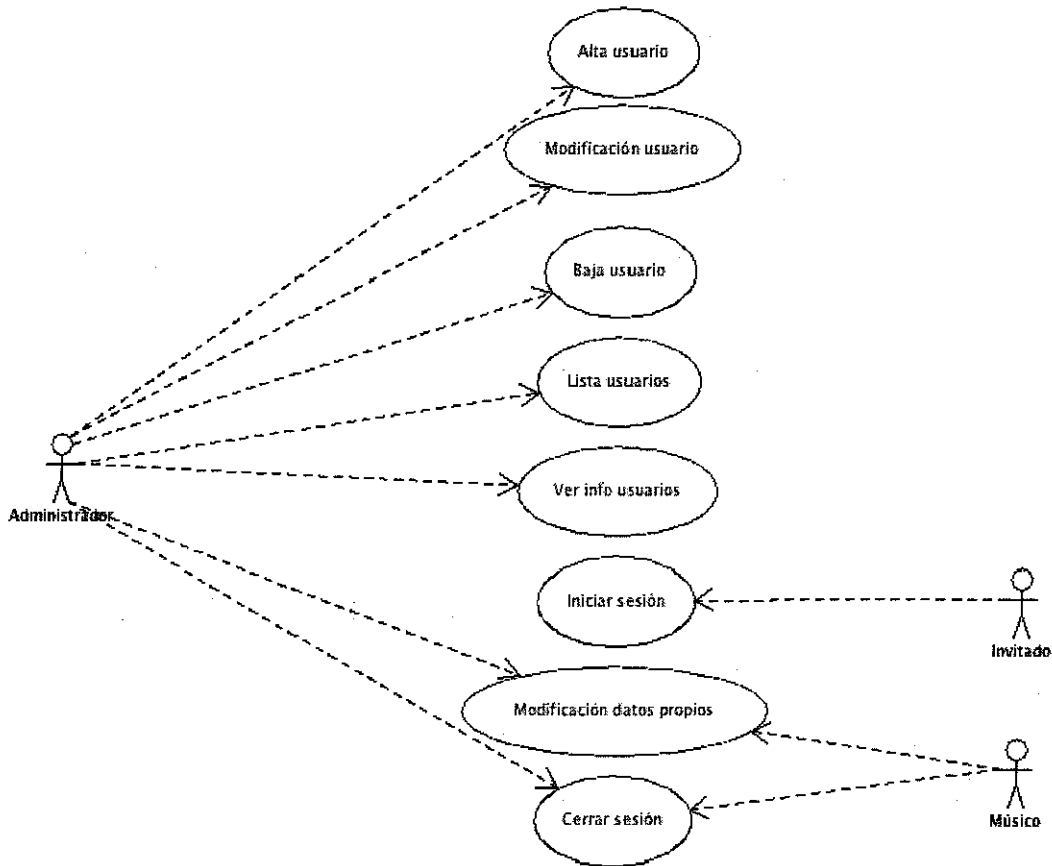 Alta usuario
Modificación usuario
Baja usuario
Lista usuarios
Ver info usuarios
Administrador
Iniciar sesión
Invitado
Modificación datos propios
Cerrar sesión
Músico